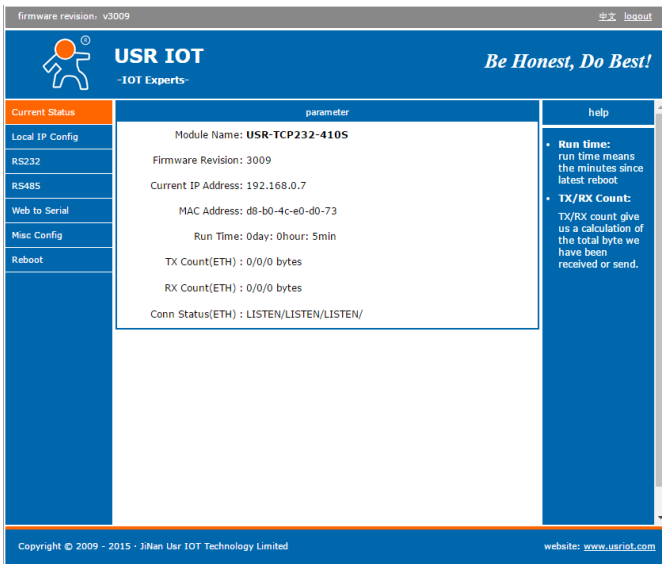 firmware revision: v3009
中文 logout
®
USR IOT
-IOT Experts-
Be Honest, Do Best!
Current Status
Local IP Config
RS232
RS485
Web to Serial
Misc Config
Reboot
parameter
Module Name: USR-TCP232-410S
Firmware Revision: 3009
Current IP Address: 192.168.0.7
MAC Address: d8-b0-4c-e0-d0-73
Run Time: 0day: 0hour: 5min
TX Count(ETH) : 0/0/0 bytes
RX Count(ETH) : 0/0/0 bytes
Conn Status(ETH) : LISTEN/LISTEN/LISTEN/
help
• Run time:
run time means
the minutes since
latest reboot
• TX/RX Count:
TX/RX count give
us a calculation of
the total byte we
have been
received or send.
Copyright © 2009 - 2015 · JiNan Usr IOT Technology Limited
website: www.usriot.com